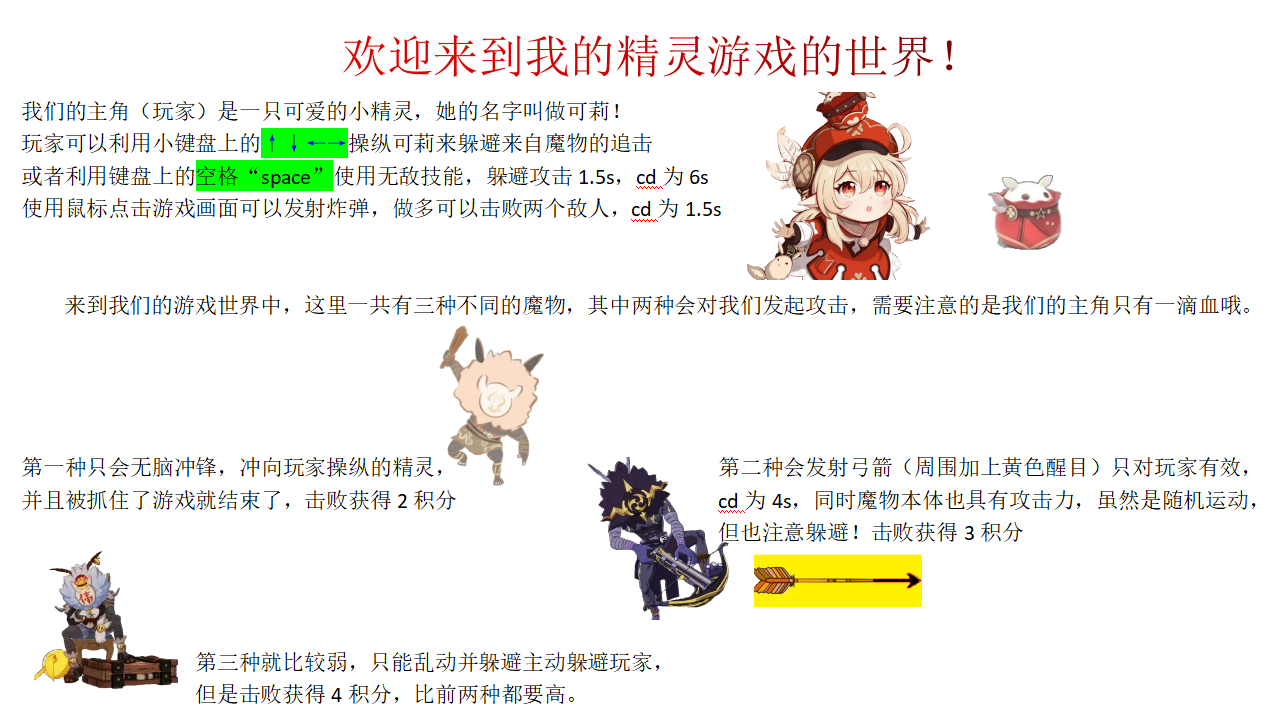 欢迎来到我的精灵游戏的世界！
我们的主角（玩家）是一只可爱的小精灵，她的名字叫做可莉！
玩家可以利用小键盘上的↑↓←→操纵可莉来躲避来自魔物的追击
或者利用键盘上的空格“space”使用无敌技能，躲避攻击1.5s，cd为6s
使用鼠标点击游戏画面可以发射炸弹，做多可以击败两个敌人，cd为1.5s
来到我们的游戏世界中，这里一共有三种不同的魔物，其中两种会对我们发起攻击，需要注意的是我们的主角只有一滴血哦。
第一种只会无脑冲锋，冲向玩家操纵的精灵，
并且被抓住了游戏就结束了，击败获得2积分
第二种会发射弓箭（周围加上黄色醒目）只对玩家有效，
cd为4s，同时魔物本体也具有攻击力，虽然是随机运动，
但也注意躲避！击败获得3积分
第三种就比较弱，只能乱动并躲避主动躲避玩家，
但是击败获得4积分，比前两种都要高。